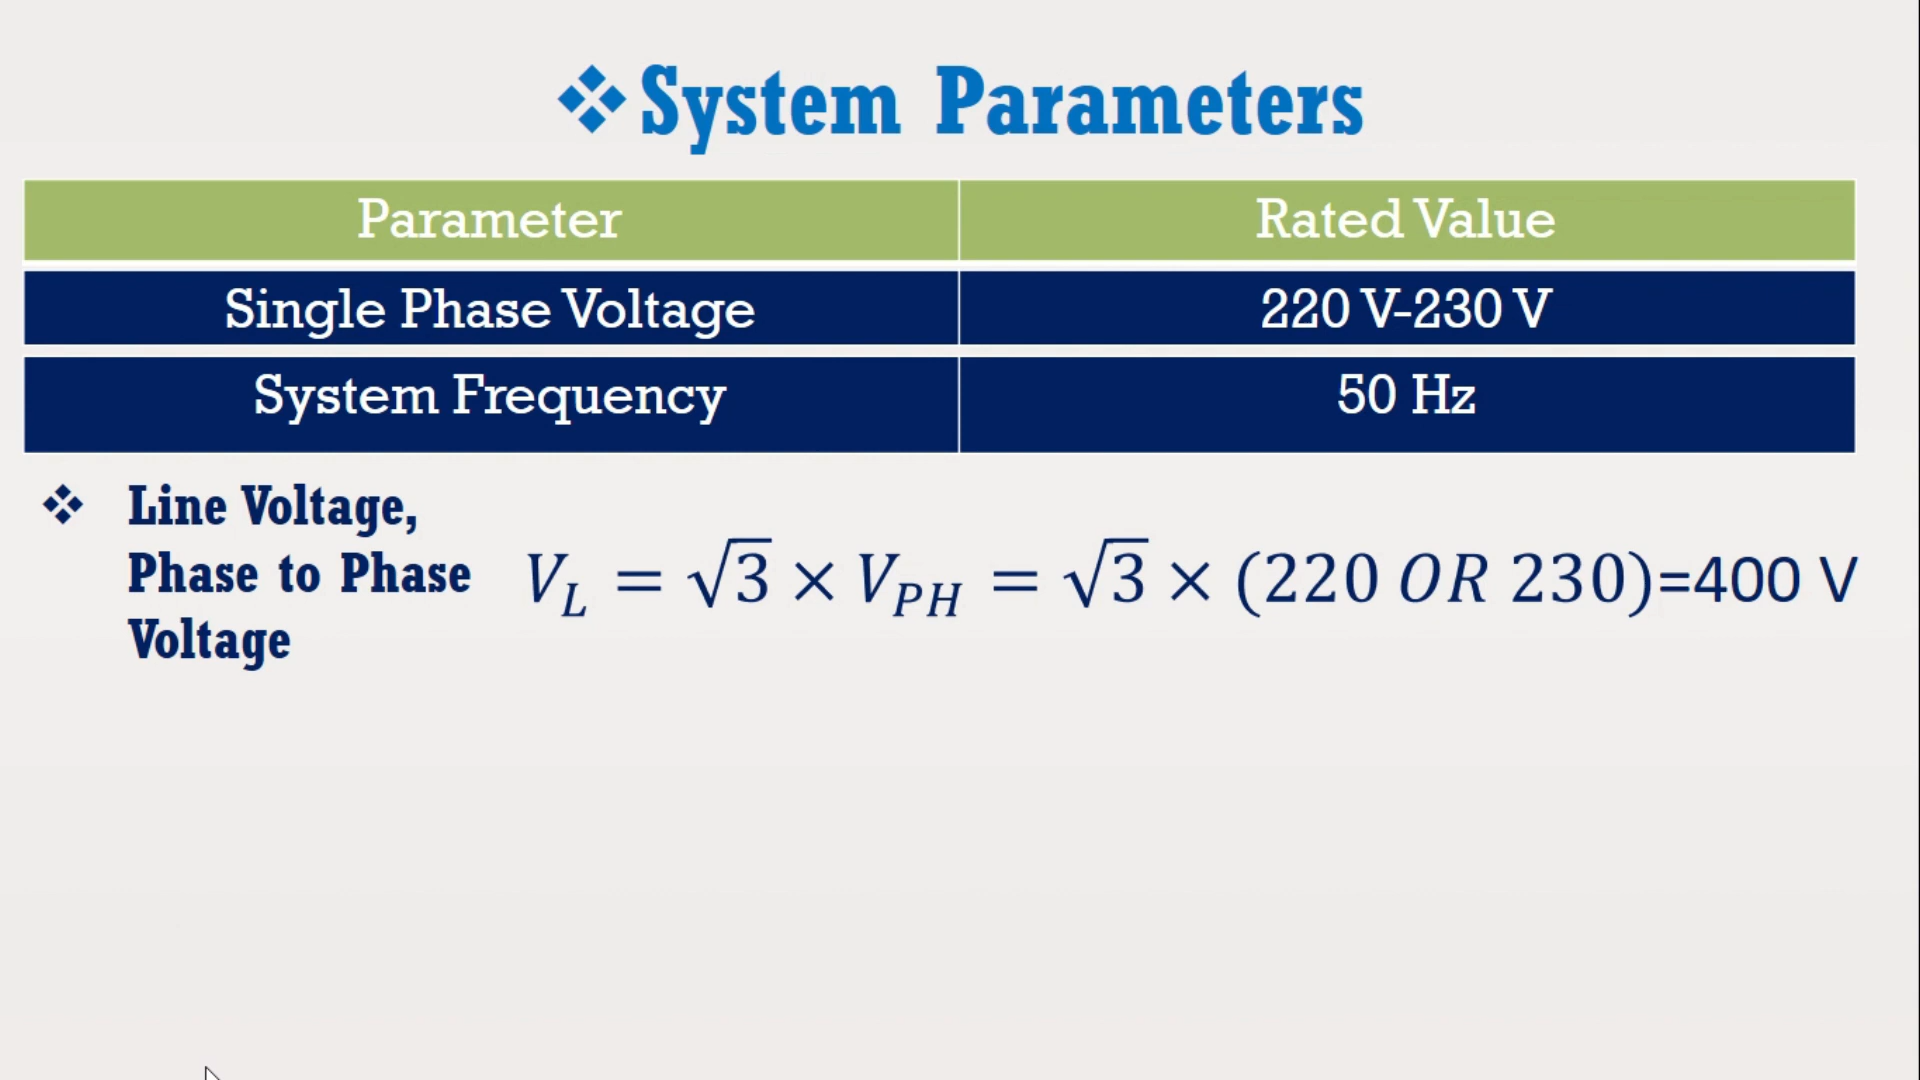 ❖System Parameters
Parameter Rated Value
Single Phase Voltage 220 V-230 V
System Frequency 50 Hz
❖ Line Voltage,
Phase to Phase
Voltage
V_L = √3 × V_PH = √3 × (220 OR 230)=400 V